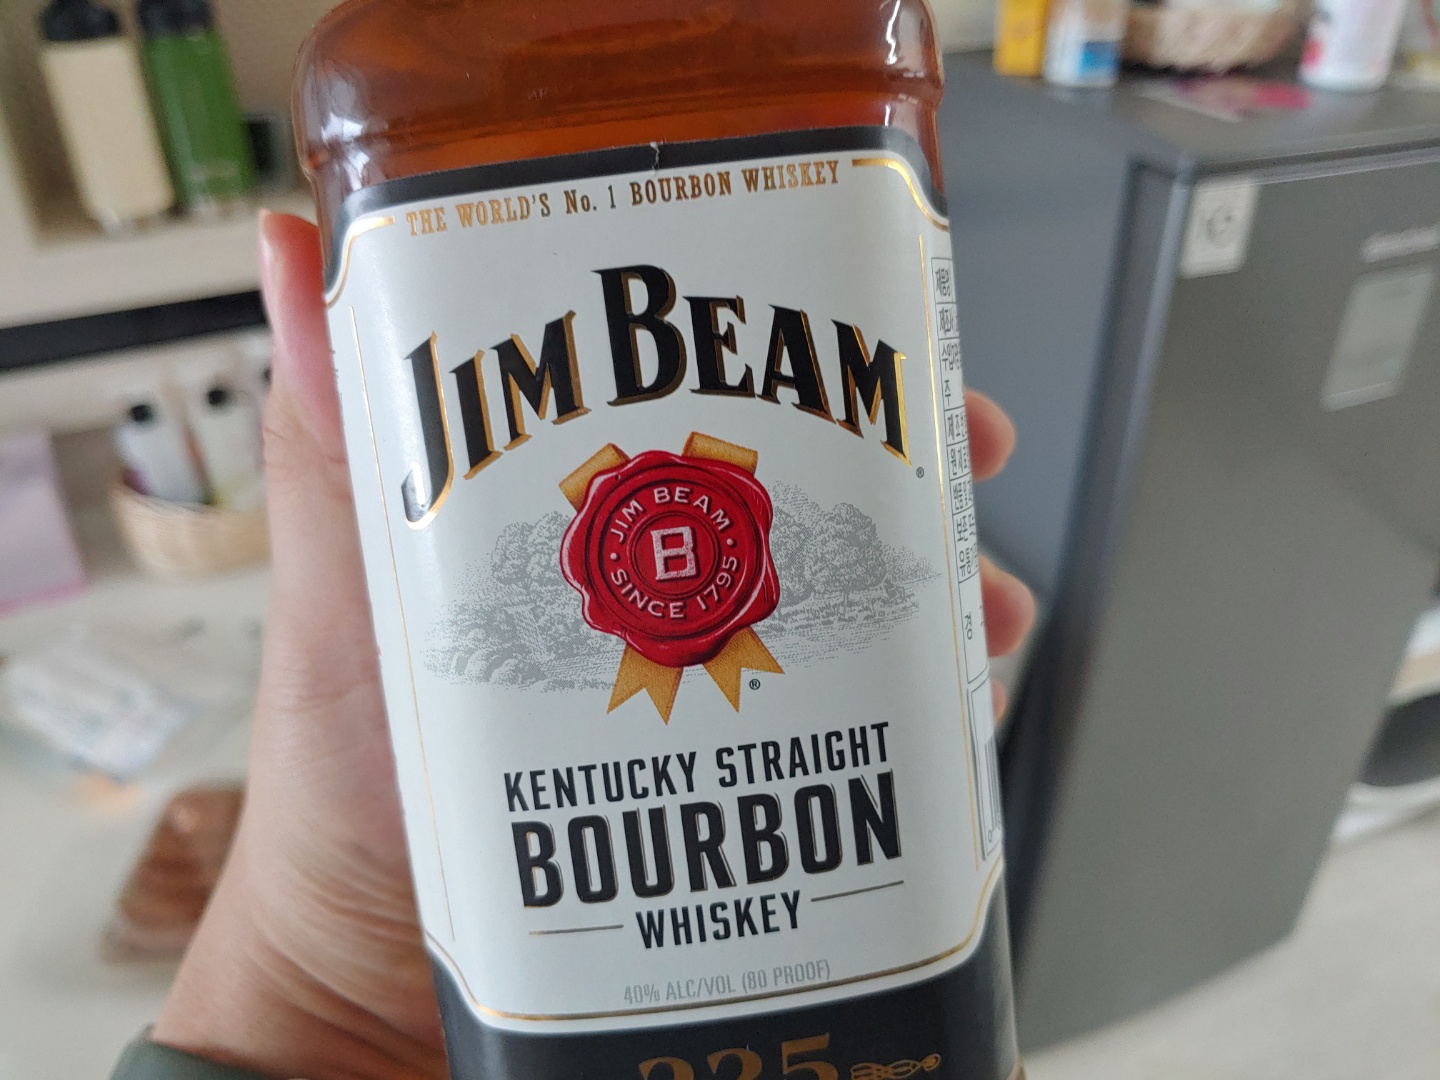 THE WORLD'S No. 1 BOURBON WHISKEY
JIM BEAM
®
JIM BEAM
B
SINCE 1795
®
KENTUCKY STRAIGHT
BOURBON
WHISKEY
40% ALC/VOL (80 PROOF)
225